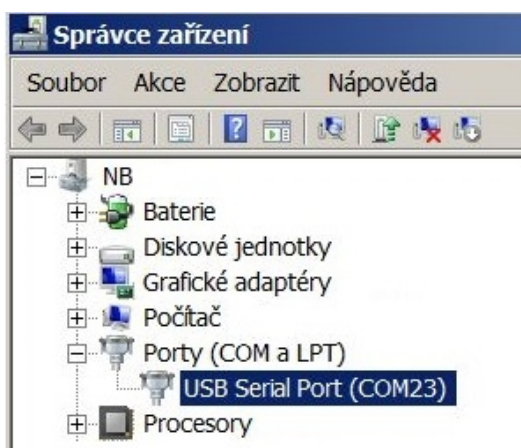 Správce zařízení
Soubor Akce Zobrazit Nápověda
NB
Baterie
Diskové jednotky
Grafické adaptéry
Počítač
Porty (COM a LPT)
USB Serial Port (COM23)
Procesory